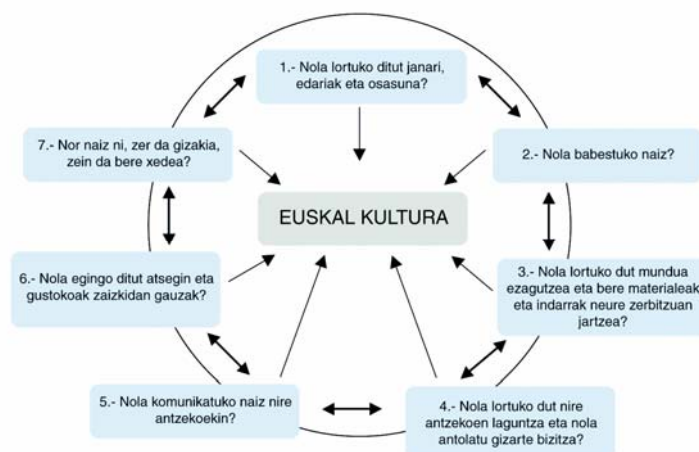 1.- Nola lortuko ditut janari,
edariak eta osasuna?
7.- Nor naiz ni, zer da gizakia,
zein da bere xedea?
2.- Nola babestuko naiz?
EUSKAL KULTURA
6.- Nola egingo ditut atsegin eta
gustokoak zaizkidan gauzak?
3.- Nola lortuko dut mundua
ezagutzea eta bere materialeak
eta indarrak neure zerbitzuan
jartzea?
5.- Nola komunikatuko naiz nire
antzekoekin?
4.- Nola lortuko dut nire
antzekoen laguntza eta nola
antolatu gizarte bizitza?